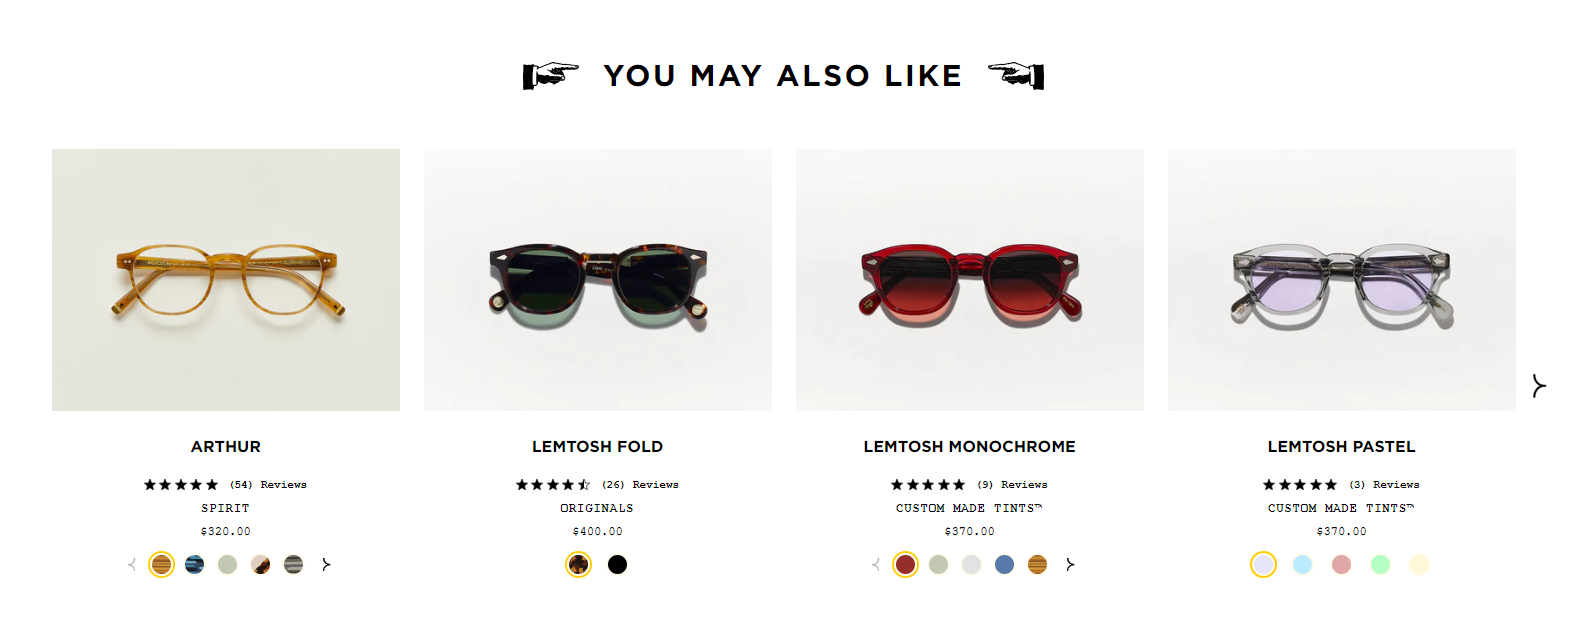 YOU MAY ALSO LIKE
ARTHUR
(54) Reviews
SPIRIT
$320.00
LEMTOSH FOLD
(26) Reviews
ORIGINALS
$400.00
LEMTOSH MONOCHROME
(9) Reviews
CUSTOM MADE TINTS™
$370.00
LEMTOSH PASTEL
(3) Reviews
CUSTOM MADE TINTS™
$370.00